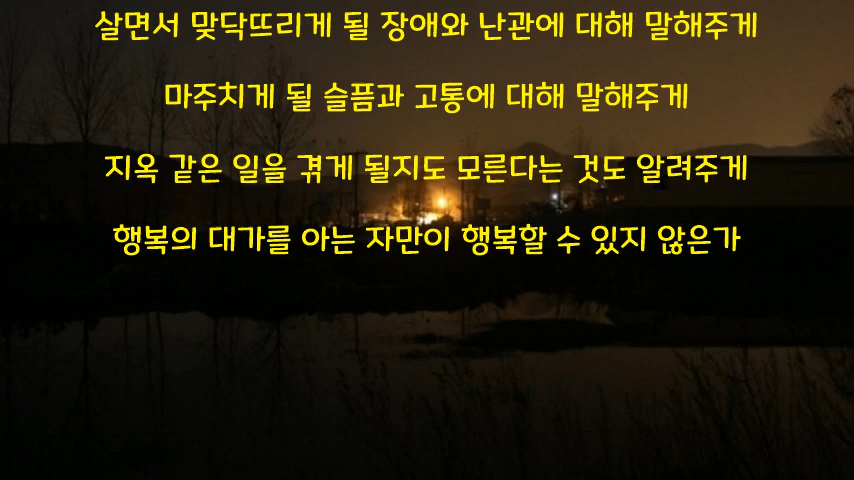 살면서 맞닥뜨리게 될 장애와 난관에 대해 말해주게
마주치게 될 슬픔과 고통에 대해 말해주게
지옥 같은 일을 겪게 될지도 모른다는 것도 알려주게
행복의 대가를 아는 자만이 행복할 수 있지 않은가